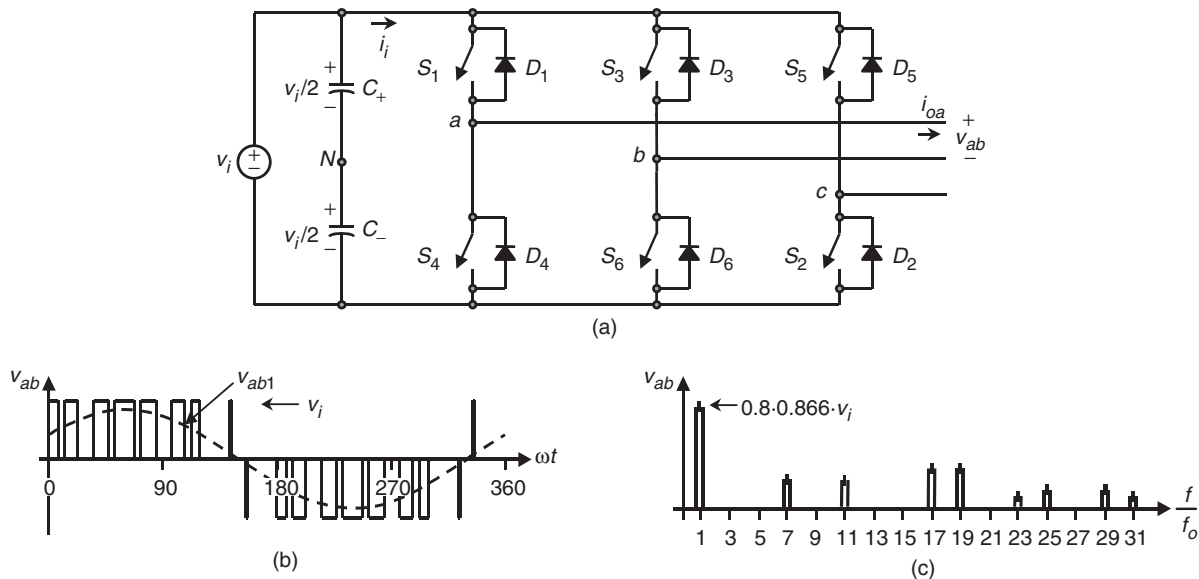 + i_i S_1 D_1 S_3 D_3 S_5 D_5
v_i/2 C_+
− i_oa
a +
v_ab
v_i + − N b −
c
+
v_i/2 C_−
− S_4 D_4 S_6 D_6 S_2 D_2
(a)
v_ab v_ab1 v_i
ωt
0 90 180 270 360
(b)
v_ab 0.8·0.866·v_i
f/f_o
1 3 5 7 9 11 13 15 17 19 21 23 25 27 29 31
(c)